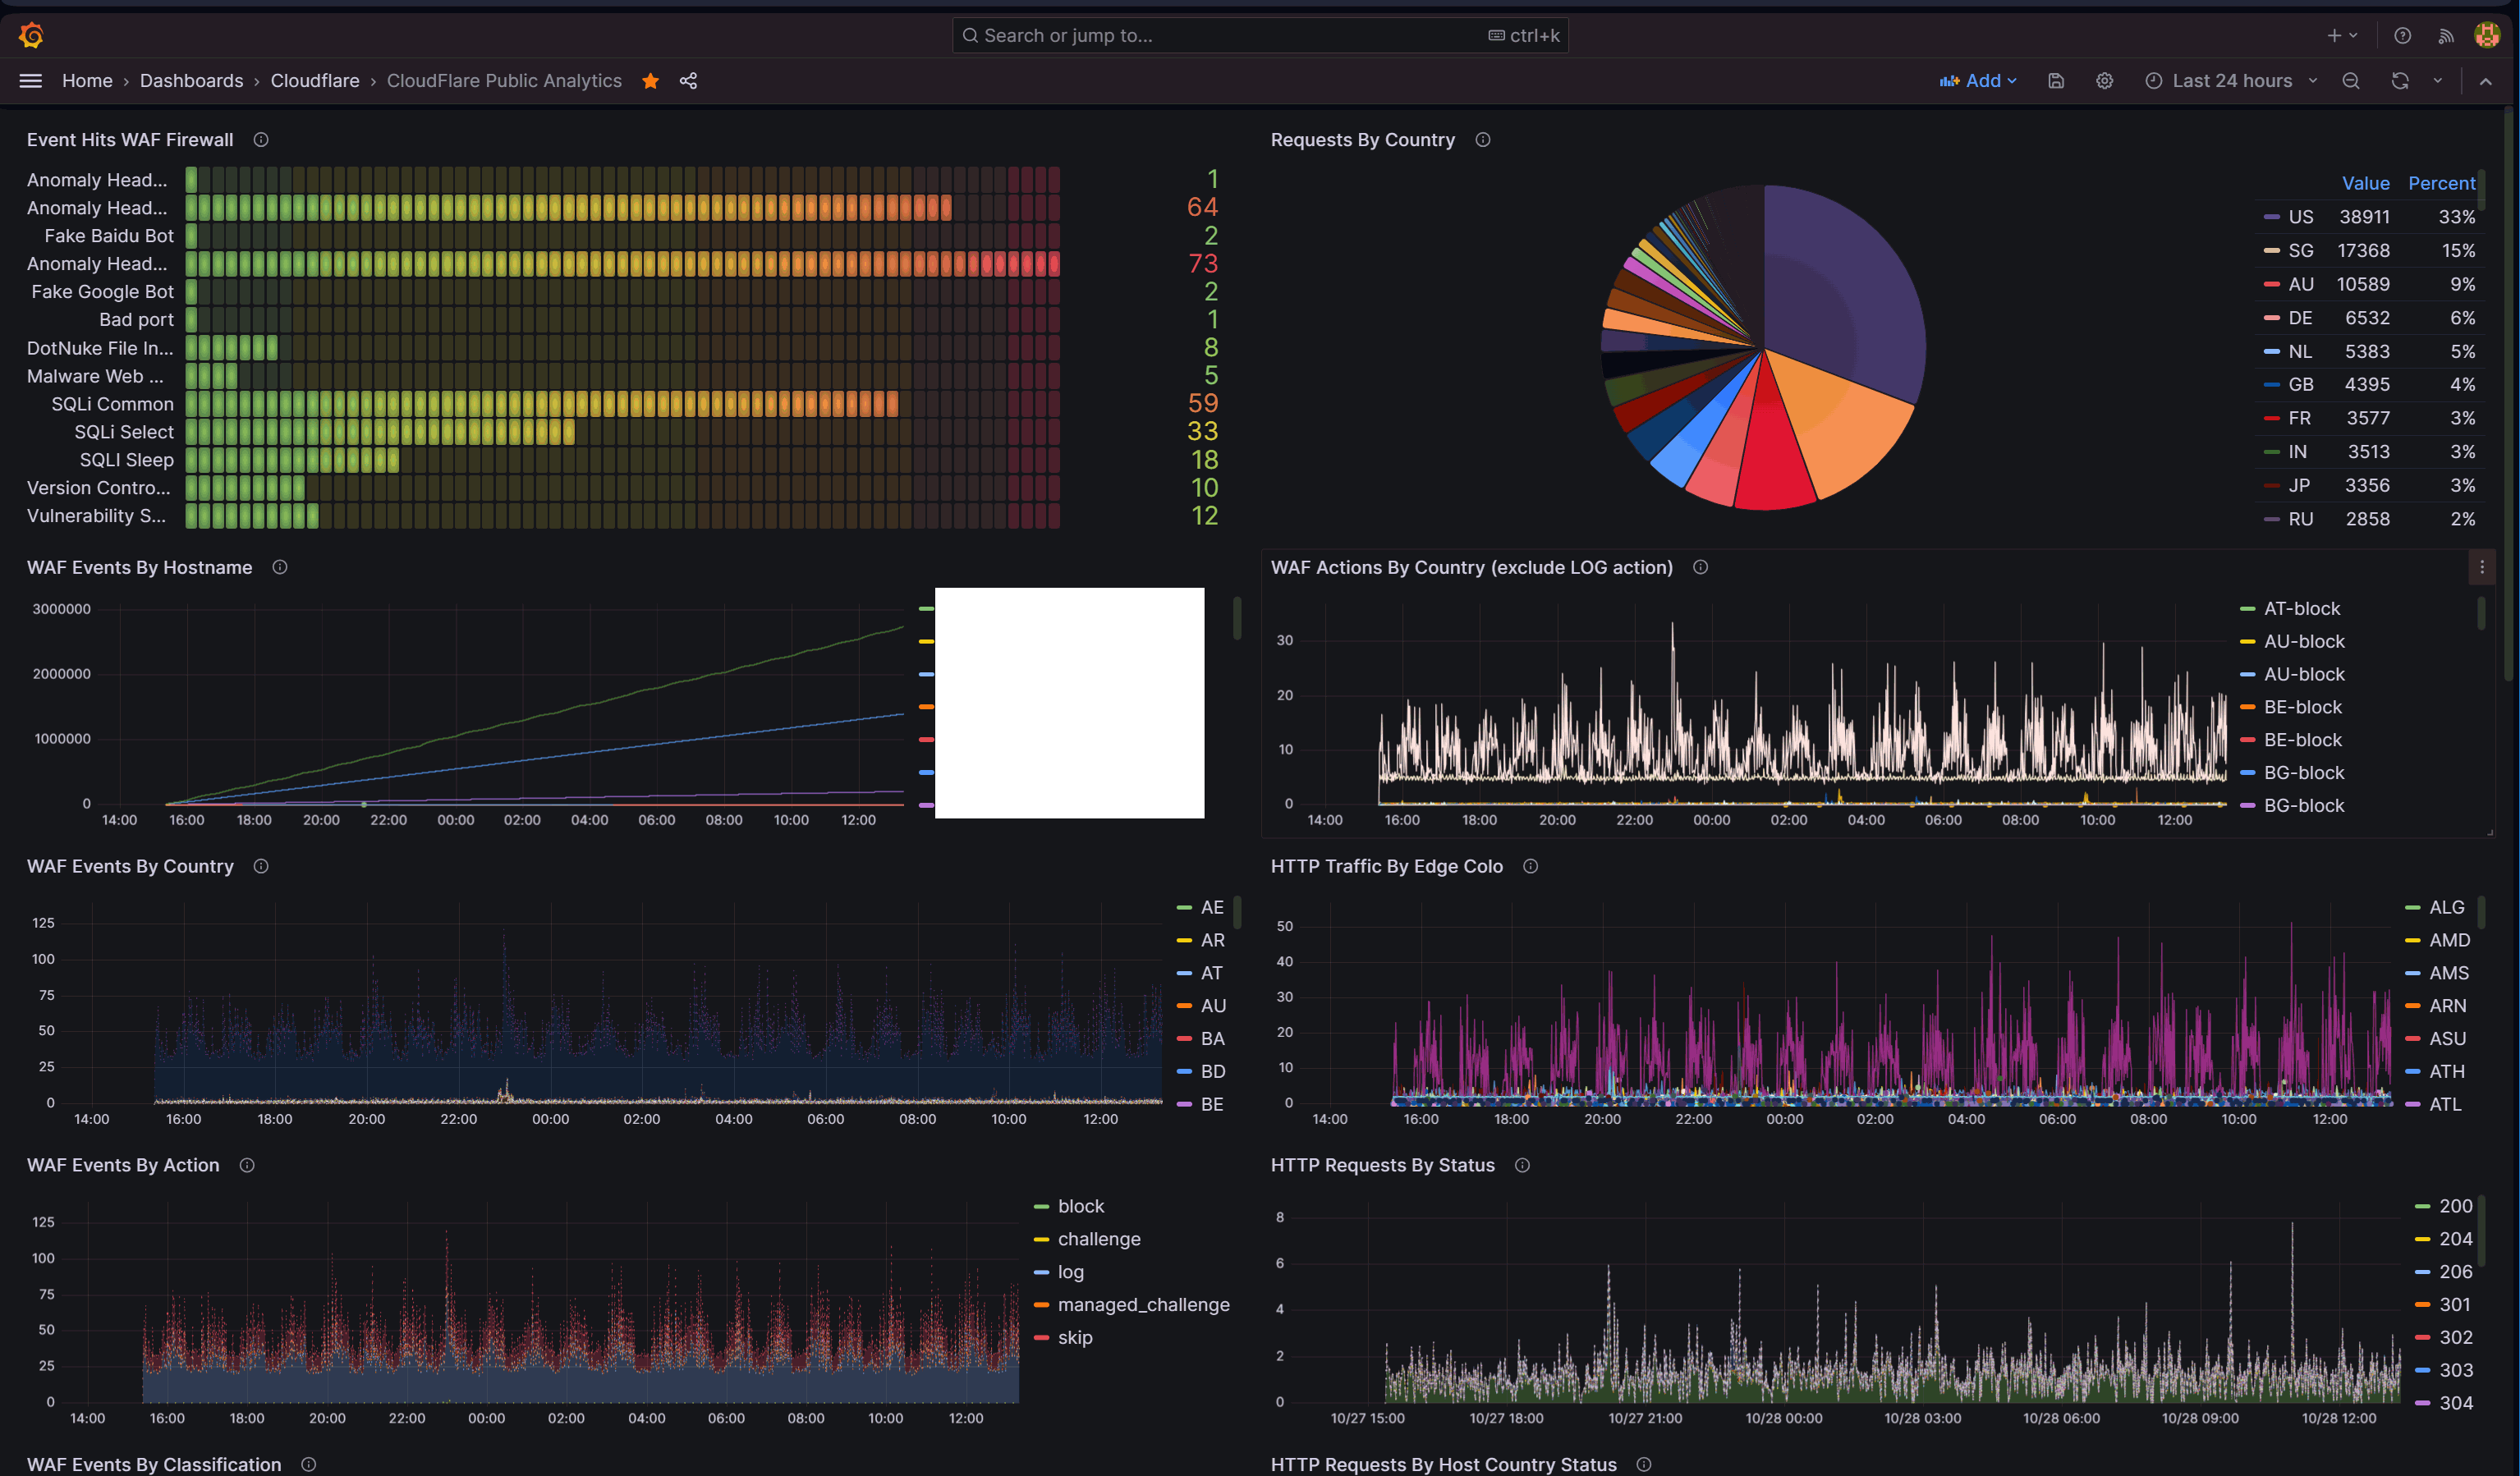 Search or jump to...
ctrl+k
Home › Dashboards › Cloudflare › CloudFlare Public Analytics
Add
Last 24 hours
Event Hits WAF Firewall
Anomaly Head... 1
Anomaly Head... 64
Fake Baidu Bot 2
Anomaly Head... 73
Fake Google Bot 2
Bad port 1
DotNuke File In... 8
Malware Web ... 5
SQLi Common 59
SQLi Select 33
SQLI Sleep 18
Version Contro... 10
Vulnerability S... 12
Requests By Country
Value Percent
US 38911 33%
SG 17368 15%
AU 10589 9%
DE 6532 6%
NL 5383 5%
GB 4395 4%
FR 3577 3%
IN 3513 3%
JP 3356 3%
RU 2858 2%
WAF Events By Hostname
3000000
2000000
1000000
0
14:00 16:00 18:00 20:00 22:00 00:00 02:00 04:00 06:00 08:00 10:00 12:00
WAF Actions By Country (exclude LOG action)
30
20
10
0
14:00 16:00 18:00 20:00 22:00 00:00 02:00 04:00 06:00 08:00 10:00 12:00
AT-block
AU-block
AU-block
BE-block
BE-block
BG-block
BG-block
WAF Events By Country
125
100
75
50
25
0
14:00 16:00 18:00 20:00 22:00 00:00 02:00 04:00 06:00 08:00 10:00 12:00
AE
AR
AT
AU
BA
BD
BE
HTTP Traffic By Edge Colo
50
40
30
20
10
0
14:00 16:00 18:00 20:00 22:00 00:00 02:00 04:00 06:00 08:00 10:00 12:00
ALG
AMD
AMS
ARN
ASU
ATH
ATL
WAF Events By Action
125
100
75
50
25
0
14:00 16:00 18:00 20:00 22:00 00:00 02:00 04:00 06:00 08:00 10:00 12:00
block
challenge
log
managed_challenge
skip
HTTP Requests By Status
8
6
4
2
0
10/27 15:00 10/27 18:00 10/27 21:00 10/28 00:00 10/28 03:00 10/28 06:00 10/28 09:00 10/28 12:00
200
204
206
301
302
303
304
WAF Events By Classification
HTTP Requests By Host Country Status